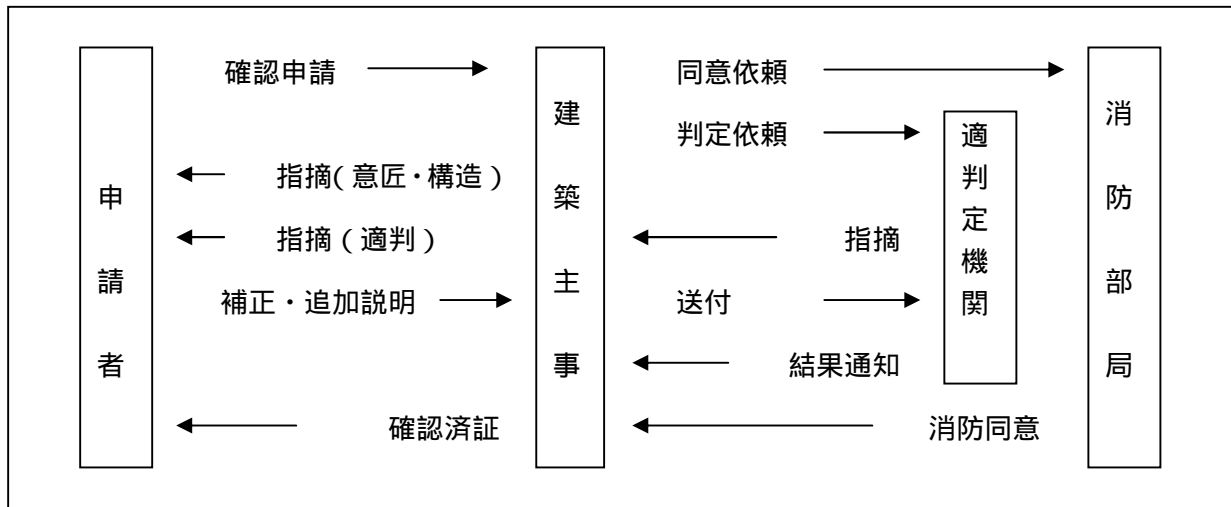 確認申請
同意依頼
判定依頼
指摘(意匠・構造)
指摘(適判)
指摘
補正・追加説明
送付
結果通知
確認済証
消防同意
申請者
建築主事
適判定機関
消防部局